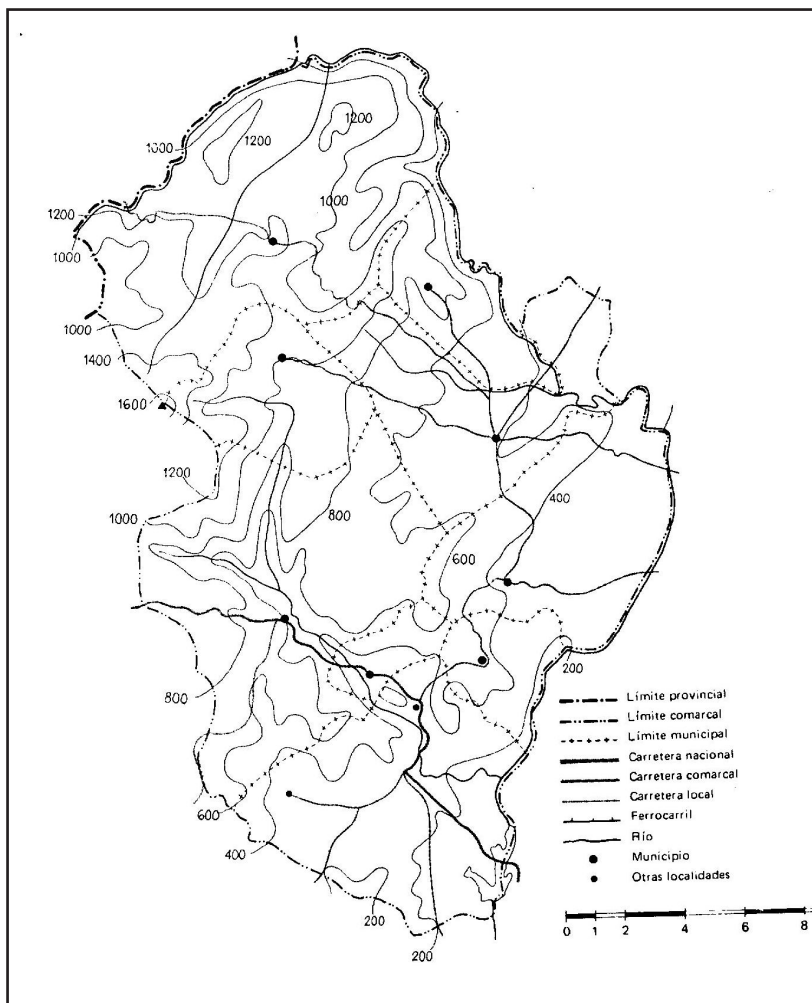 1200
1200
1000
1000
1200
1000
1000
1400
1600
1200
1000
800
400
600
800
200
600
400
200
200
Límite provincial
Límite comarcal
Límite municipal
Carretera nacional
Carretera comarcal
Carretera local
Ferrocarril
Río
Municipio
Otras localidades
0 1 2 4 6 8